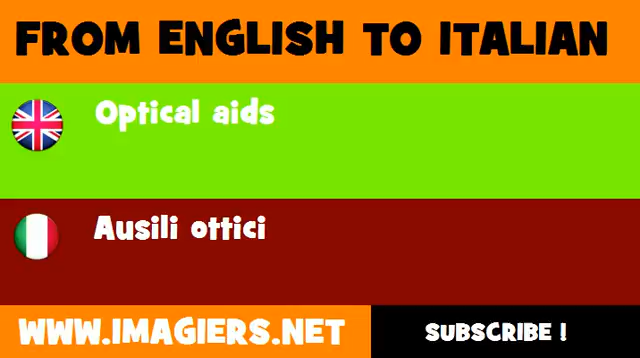 FROM ENGLISH TO ITALIAN
Optical aids
Ausili ottici
WWW.IMAGIERS.NET
SUBSCRIBE !